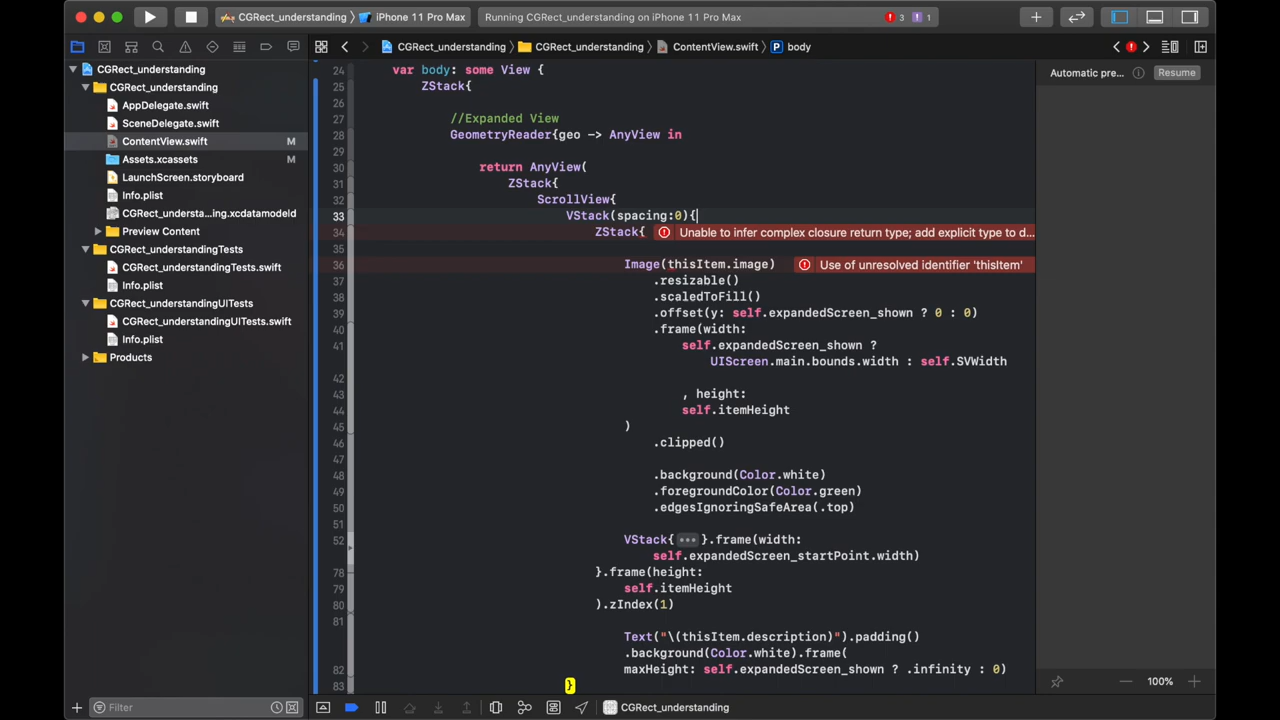 CGRect_understanding
iPhone 11 Pro Max
Running CGRect_understanding on iPhone 11 Pro Max
3
1
CGRect_understanding
CGRect_understanding
AppDelegate.swift
SceneDelegate.swift
ContentView.swift
M
Assets.xcassets
M
LaunchScreen.storyboard
Info.plist
CGRect_understa...ing.xcdatamodeld
Preview Content
CGRect_understandingTests
CGRect_understandingTests.swift
Info.plist
CGRect_understandingUITests
CGRect_understandingUITests.swift
Info.plist
Products
Filter
CGRect_understanding
CGRect_understanding
ContentView.swift
P
body
24 var body: some View {
25 ZStack{
26
27 //Expanded View
28 GeometryReader{geo -> AnyView in
29
30 return AnyView(
31 ZStack{
32 ScrollView{
33 VStack(spacing:0){
34 ZStack{ Unable to infer complex closure return type; add explicit type to d...
35
36 Image(thisItem.image) Use of unresolved identifier 'thisItem'
37 .resizable()
38 .scaledToFill()
39 .offset(y: self.expandedScreen_shown ? 0 : 0)
40 .frame(width:
41 self.expandedScreen_shown ?
UIScreen.main.bounds.width : self.SVWidth
42
43 , height:
44 self.itemHeight
45 )
46 .clipped()
47
48 .background(Color.white)
49 .foregroundColor(Color.green)
50 .edgesIgnoringSafeArea(.top)
51
52 VStack{ ••• }.frame(width:
self.expandedScreen_startPoint.width)
78 }.frame(height:
79 self.itemHeight
80 ).zIndex(1)
81
Text("\(thisItem.description)").padding()
.background(Color.white).frame(
82 maxHeight: self.expandedScreen_shown ? .infinity : 0)
83 }
Automatic pre...
Resume
100%
CGRect_understanding